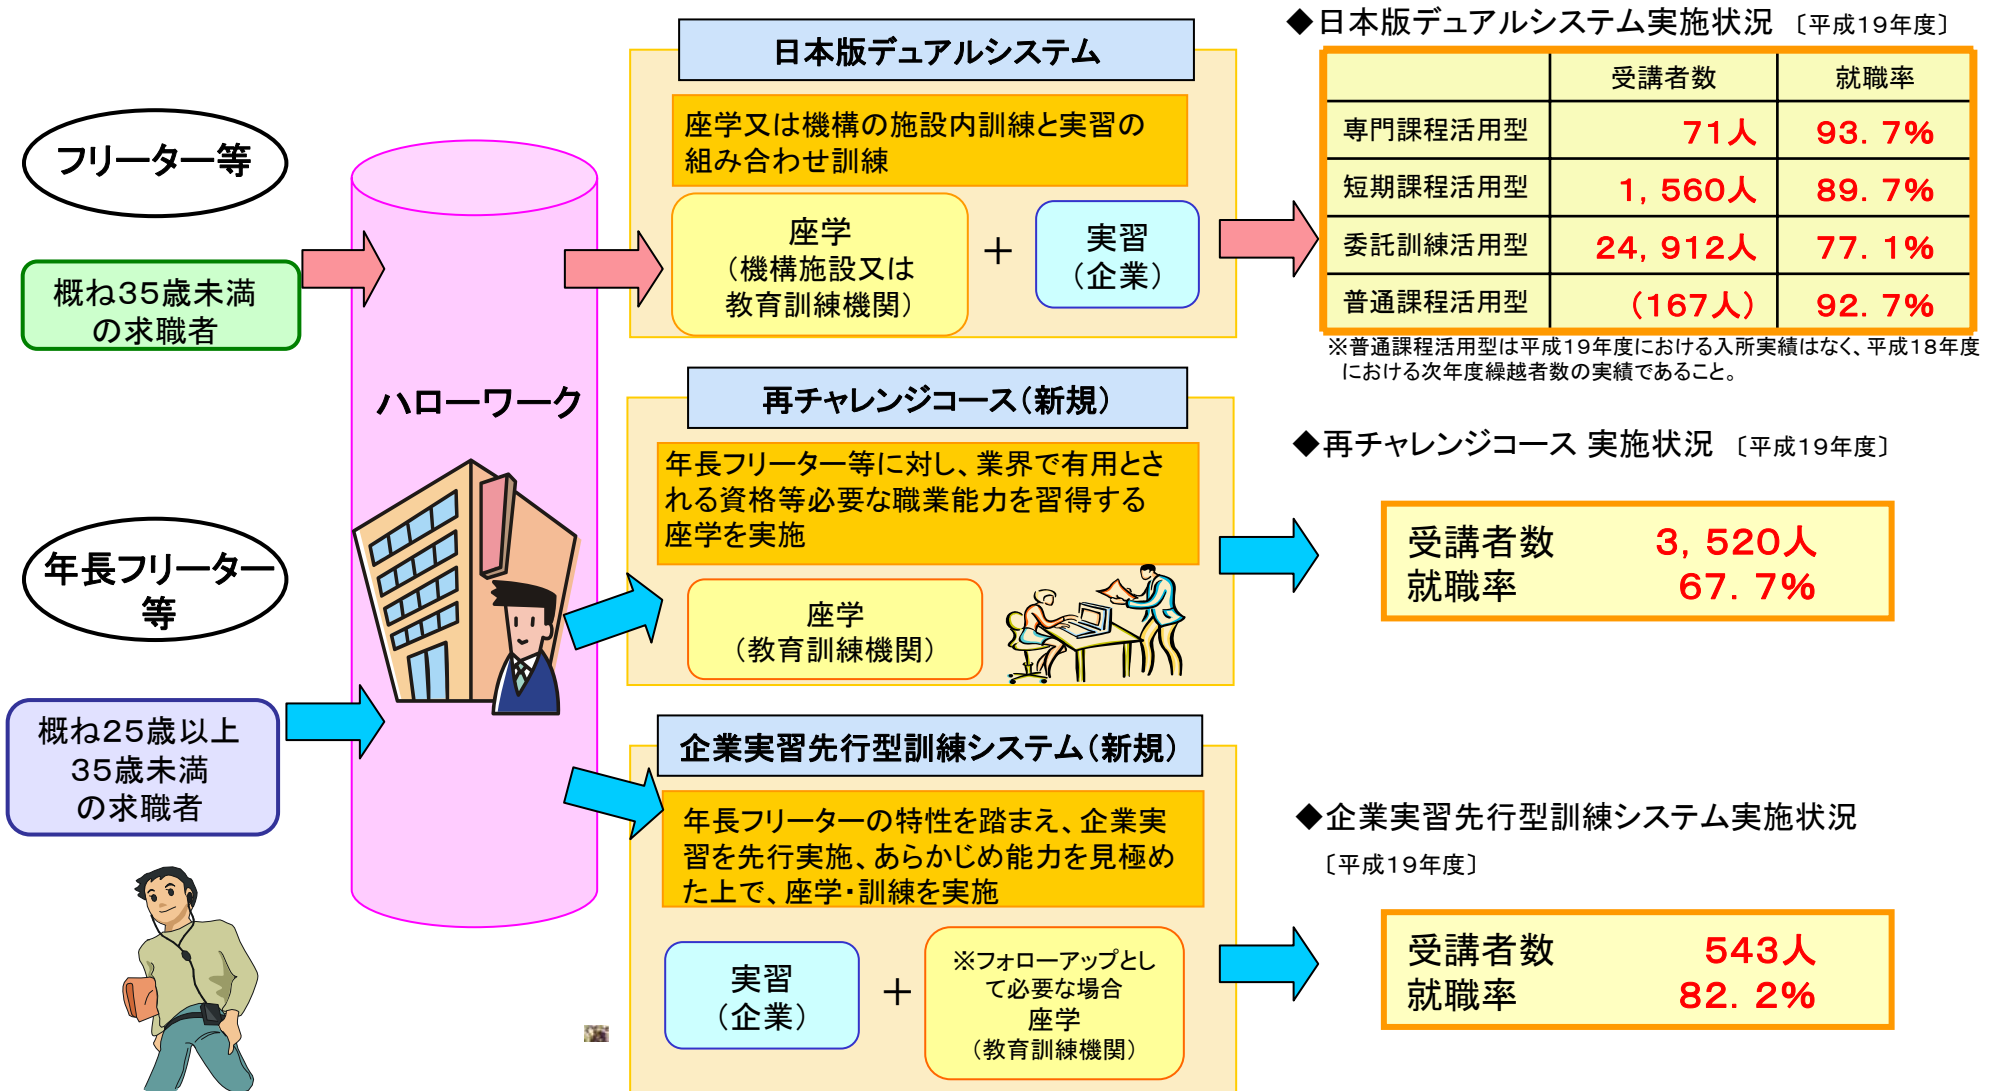 フリーター等
概ね35歳未満
の求職者
年長フリーター
等
概ね25歳以上
35歳未満
の求職者
ハローワーク
日本版デュアルシステム
座学又は機構の施設内訓練と実習の
組み合わせ訓練
座学
（機構施設又は
教育訓練機関）
＋
実習
（企業）
◆日本版デュアルシステム実施状況 〔平成19年度〕
受講者数 就職率
専門課程活用型 71人 93.7%
短期課程活用型 1,560人 89.7%
委託訓練活用型 24,912人 77.1%
普通課程活用型 (167人) 92.7%
※普通課程活用型は平成19年度における入所実績はなく、平成18年度
における次年度繰越者数の実績であること。
再チャレンジコース（新規）
年長フリーター等に対し、業界で有用とさ
れる資格等必要な職業能力を習得する
座学を実施
座学
（教育訓練機関）
◆再チャレンジコース 実施状況 〔平成19年度〕
受講者数 3,520人
就職率 67.7%
企業実習先行型訓練システム（新規）
年長フリーターの特性を踏まえ、企業実
習を先行実施、あらかじめ能力を見極め
た上で、座学・訓練を実施
実習
（企業）
＋
※フォローアップとし
て必要な場合
座学
（教育訓練機関）
◆企業実習先行型訓練システム実施状況
〔平成19年度〕
受講者数 543人
就職率 82.2%